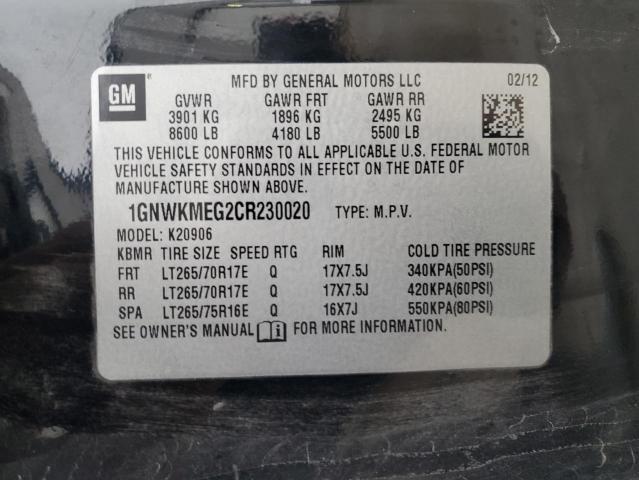 GM
MFD BY GENERAL MOTORS LLC 02/12
GVWR GAWR FRT GAWR RR
3901 KG 1896 KG 2495 KG
8600 LB 4180 LB 5500 LB
THIS VEHICLE CONFORMS TO ALL APPLICABLE U.S. FEDERAL MOTOR
VEHICLE SAFETY STANDARDS IN EFFECT ON THE DATE OF
MANUFACTURE SHOWN ABOVE.
1GNWKMEG2CR230020 TYPE: M.P.V.
MODEL: K20906
KBMR TIRE SIZE SPEED RTG RIM COLD TIRE PRESSURE
FRT LT265/70R17E Q 17X7.5J 340KPA(50PSI)
RR LT265/70R17E Q 17X7.5J 420KPA(60PSI)
SPA LT265/75R16E Q 16X7J 550KPA(80PSI)
SEE OWNER'S MANUAL FOR MORE INFORMATION.